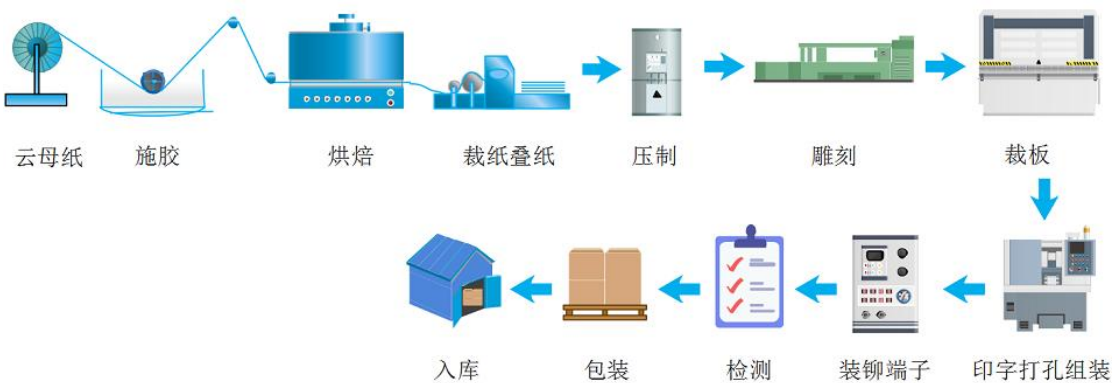 云母纸
施胶
烘焙
裁纸叠纸
压制
雕刻
裁板
印字打孔组装
装铆端子
检测
包装
入库